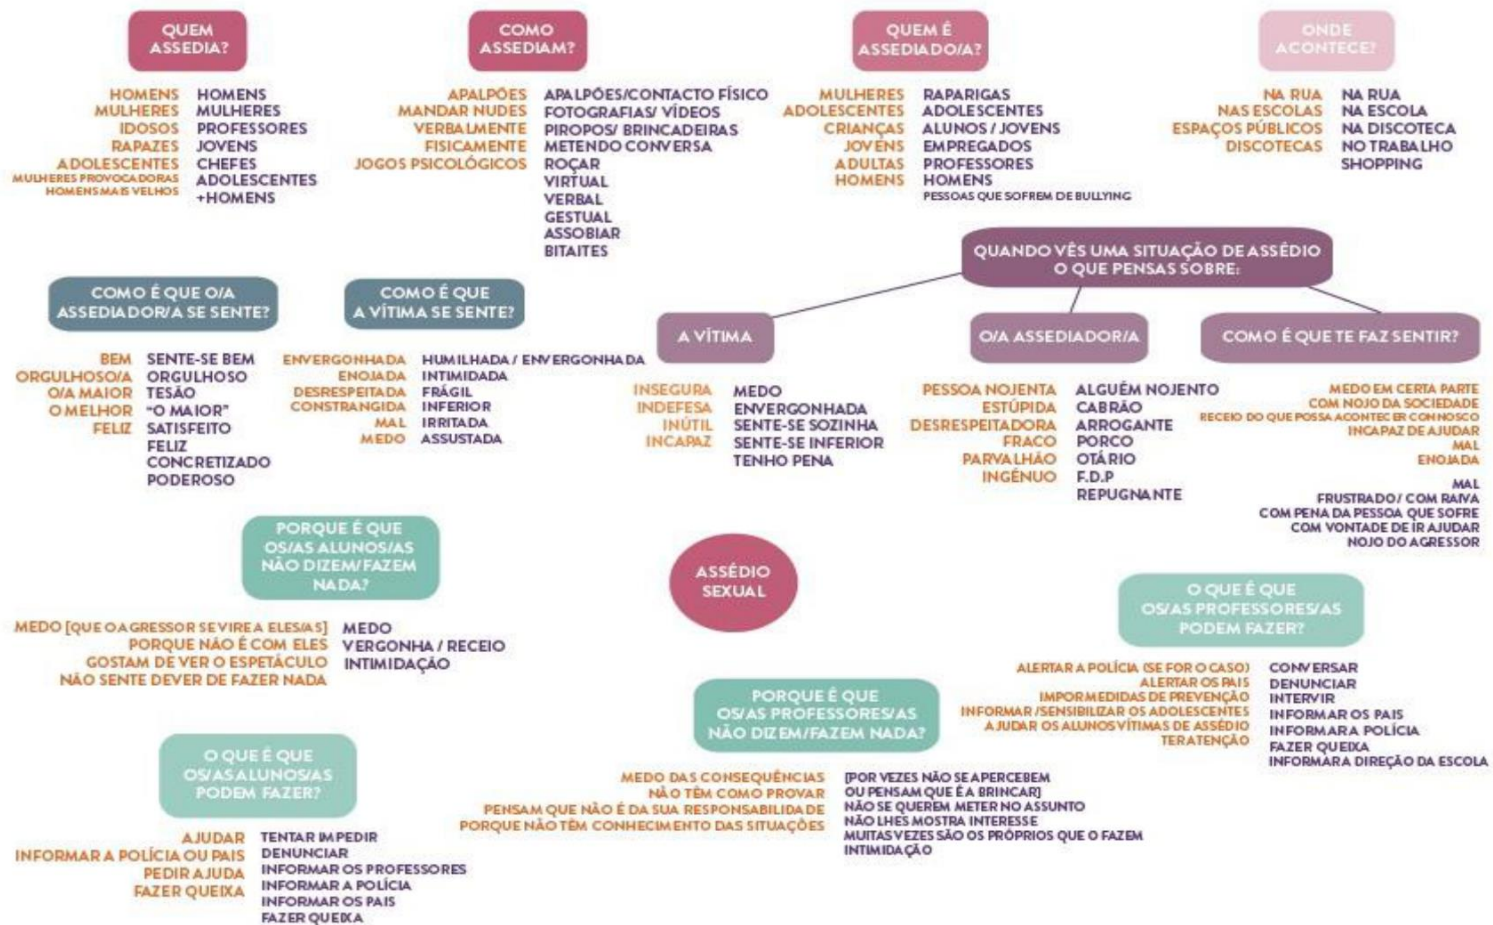 QUEM
ASSEDIA?
HOMENS
MULHERES
IDOSOS
RAPAZES
ADOLESCENTES
MULHERES PROVOCADORAS
HOMENS MAIS VELHOS
HOMENS
MULHERES
PROFESSORES
JOVENS
CHEFES
ADOLESCENTES
+HOMENS
COMO
ASSEDIAM?
APALPÕES
MANDAR NUDES
VERBALMENTE
FISICAMENTE
JOGOS PSICOLÓGICOS
APALPÕES/CONTACTO FÍSICO
FOTOGRAFIAS/ VÍDEOS
PIROPOS/ BRINCADEIRAS
METENDO CONVERSA
ROÇAR
VIRTUAL
VERBAL
GESTUAL
ASSOBIAR
BITAITES
QUEM É
ASSEDIADO/A?
MULHERES
ADOLESCENTES
CRIANÇAS
JOVENS
ADULTAS
HOMENS
RAPARIGAS
ADOLESCENTES
ALUNOS / JOVENS
EMPREGADOS
PROFESSORES
HOMENS
PESSOAS QUE SOFREM DE BULLYING
ONDE
ACONTECE?
NA RUA
NAS ESCOLAS
ESPAÇOS PÚBLICOS
DISCOTECAS
NA RUA
NA ESCOLA
NA DISCOTECA
NO TRABALHO
SHOPPING
COMO É QUE O/A
ASSEDIADOR/A SE SENTE?
BEM
ORGULHOSO/A
O/A MAIOR
O MELHOR
FELIZ
SENTE-SE BEM
ORGULHOSO
TESÃO
“O MAIOR”
SATISFEITO
FELIZ
CONCRETIZADO
PODEROSO
COMO É QUE
A VÍTIMA SE SENTE?
ENVERGONHADA
ENOJADA
DESRESPEITADA
CONSTRANGIDA
MAL
MEDO
HUMILHADA / ENVERGONHADA
INTIMIDADA
FRÁGIL
INFERIOR
IRRITADA
ASSUSTADA
QUANDO VÊS UMA SITUAÇÃO DE ASSÉDIO
O QUE PENSAS SOBRE:
A VÍTIMA
INSEGURA
INDEFESA
INÚTIL
INCAPAZ
MEDO
ENVERGONHADA
SENTE-SE SOZINHA
SENTE-SE INFERIOR
TENHO PENA
O/A ASSEDIADOR/A
PESSOA NOJENTA
ESTÚPIDA
DESRESPEITADORA
FRACO
PARVALHÃO
INGÉNUO
ALGUÉM NOJENTO
CABRÃO
ARROGANTE
PORCO
OTÁRIO
F.D.P
REPUGNANTE
COMO É QUE TE FAZ SENTIR?
MEDO EM CERTA PARTE
COM NOJO DA SOCIEDADE
RECEIO DO QUE POSSA ACONTECER CONNOSCO
INCAPAZ DE AJUDAR
MAL
ENOJADA
MAL
FRUSTRADO/ COM RAIVA
COM PENA DA PESSOA QUE SOFRE
COM VONTADE DE IR AJUDAR
NOJO DO AGRESSOR
PORQUE É QUE
OS/AS ALUNOS/AS
NÃO DIZEM/FAZEM
NADA?
MEDO [QUE O AGRESSOR SE VIRE A ELES/AS]
PORQUE NÃO É COM ELES
GOSTAM DE VER O ESPETÁCULO
NÃO SENTE DEVER DE FAZER NADA
MEDO
VERGONHA / RECEIO
INTIMIDAÇÃO
ASSÉDIO
SEXUAL
O QUE É QUE
OS/AS PROFESSORES/AS
PODEM FAZER?
ALERTAR A POLÍCIA (SE FOR O CASO)
ALERTAR OS PAIS
IMPOR MEDIDAS DE PREVENÇÃO
INFORMAR /SENSIBILIZAR OS ADOLESCENTES
AJUDAR OS ALUNOS VÍTIMAS DE ASSÉDIO
TER ATENÇÃO
CONVERSAR
DENUNCIAR
INTERVIR
INFORMAR OS PAIS
INFORMAR A POLÍCIA
FAZER QUEIXA
INFORMAR A DIREÇÃO DA ESCOLA
PORQUE É QUE
OS/AS PROFESSORES/AS
NÃO DIZEM/FAZEM NADA?
MEDO DAS CONSEQUÊNCIAS
NÃO TÊM COMO PROVAR
PENSAM QUE NÃO É DA SUA RESPONSABILIDADE
PORQUE NÃO TÊM CONHECIMENTO DAS SITUAÇÕES
[POR VEZES NÃO SE APERCEBEM
OU PENSAM QUE É A BRINCAR]
NÃO SE QUEREM METER NO ASSUNTO
NÃO LHES MOSTRA INTERESSE
MUITAS VEZES SÃO OS PRÓPRIOS QUE O FAZEM
INTIMIDAÇÃO
O QUE É QUE
OS/AS ALUNOS/AS
PODEM FAZER?
AJUDAR
INFORMAR A POLÍCIA OU PAIS
PEDIR AJUDA
FAZER QUEIXA
TENTAR IMPEDIR
DENUNCIAR
INFORMAR OS PROFESSORES
INFORMAR A POLÍCIA
INFORMAR OS PAIS
FAZER QUEIXA